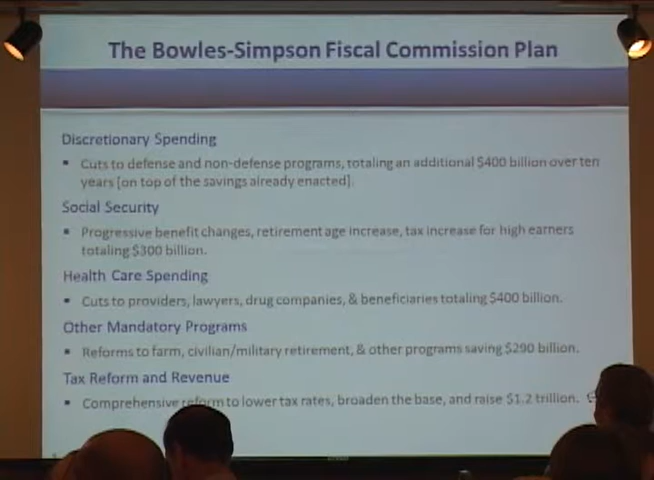 The Bowles-Simpson Fiscal Commission Plan
Discretionary Spending
▪ Cuts to defense and non-defense programs, totaling an additional $400 billion over ten
years [on top of the savings already enacted].
Social Security
▪ Progressive benefit changes, retirement age increase, tax increase for high earners
totaling $300 billion.
Health Care Spending
▪ Cuts to providers, lawyers, drug companies, & beneficiaries totaling $400 billion.
Other Mandatory Programs
▪ Reforms to farm, civilian/military retirement, & other programs saving $290 billion.
Tax Reform and Revenue
▪ Comprehensive reform to lower tax rates, broaden the base, and raise $1.2 trillion.